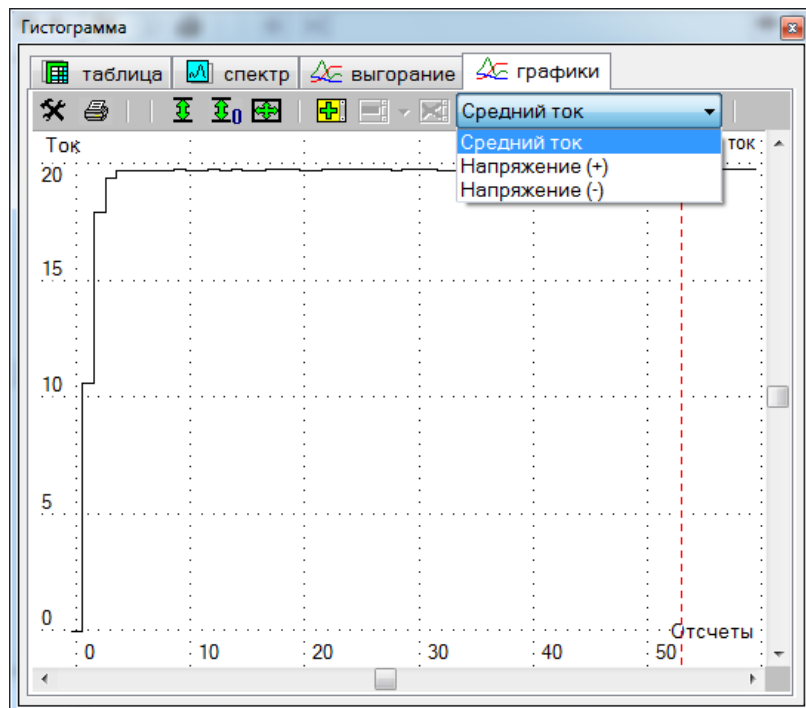 Гистограмма
таблица спектр выгорание графики
0 Средний ток
Ток Средний ток ток
Напряжение (+)
20
Напряжение (-)
15
10
5
0
Отсчеты
0 10 20 30 40 50